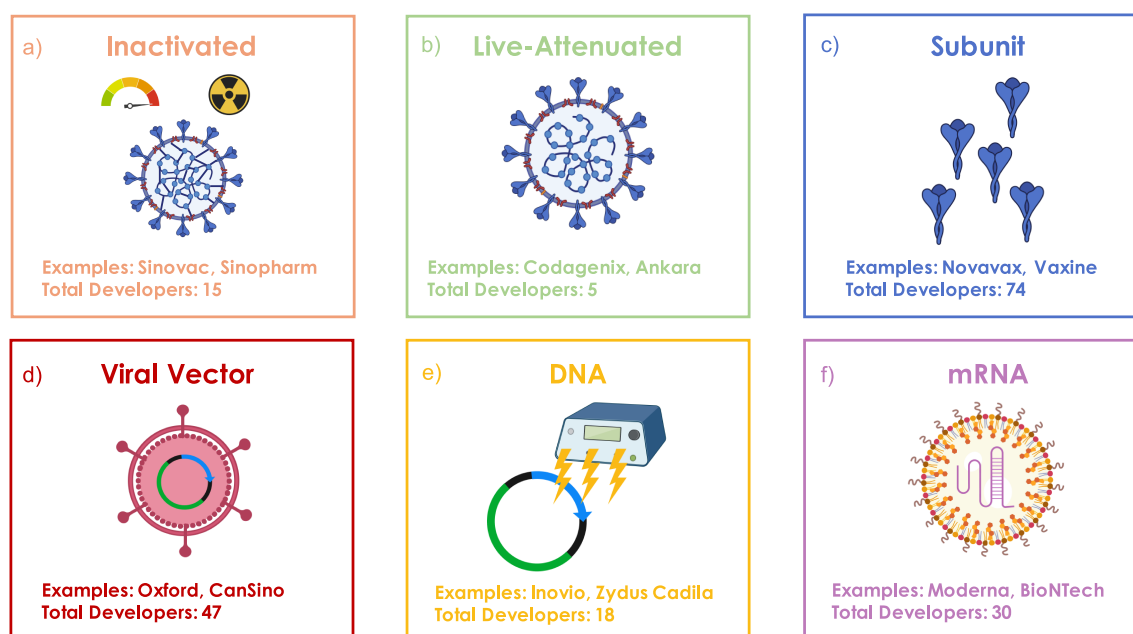 a)
Inactivated
Examples: Sinovac, Sinopharm
Total Developers: 15
b)
Live-Attenuated
Examples: Codagenix, Ankara
Total Developers: 5
c)
Subunit
Examples: Novavax, Vaxine
Total Developers: 74
d)
Viral Vector
Examples: Oxford, CanSino
Total Developers: 47
e)
DNA
Examples: Inovio, Zydus Cadila
Total Developers: 18
f)
mRNA
Examples: Moderna, BioNTech
Total Developers: 30